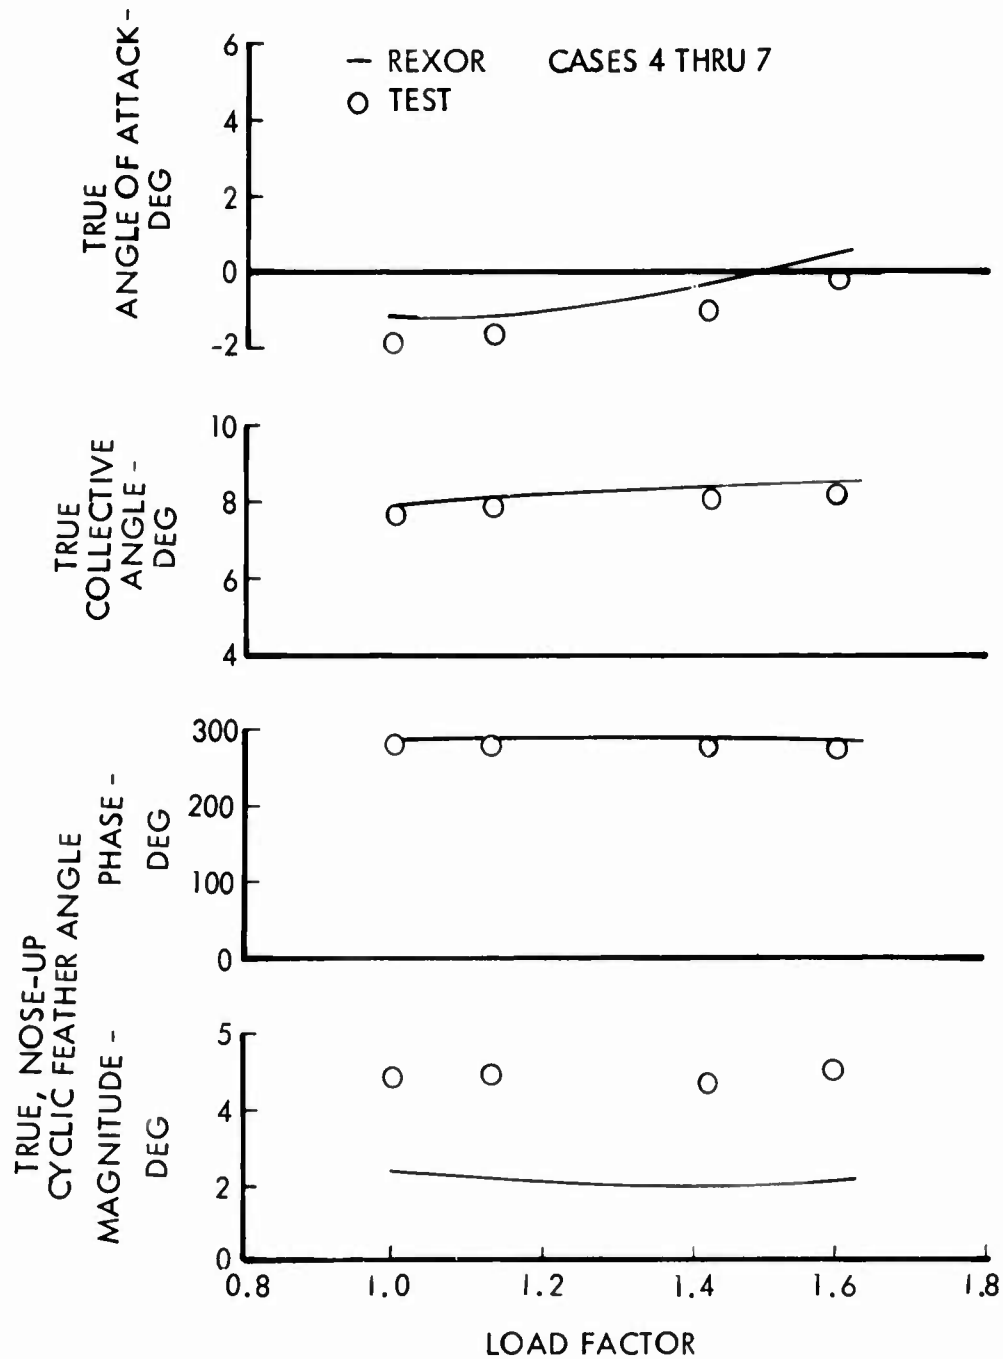 — REXOR CASES 4 THRU 7
O TEST
TRUE
ANGLE OF ATTACK -
DEG
6
4
2
0
-2
TRUE
COLLECTIVE
ANGLE -
DEG
10
8
6
4
TRUE, NOSE-UP
CYCLIC FEATHER ANGLE
PHASE -
DEG
300
200
100
0
MAGNITUDE -
DEG
5
4
2
0
0.8 1.0 1.2 1.4 1.6 1.8
LOAD FACTOR